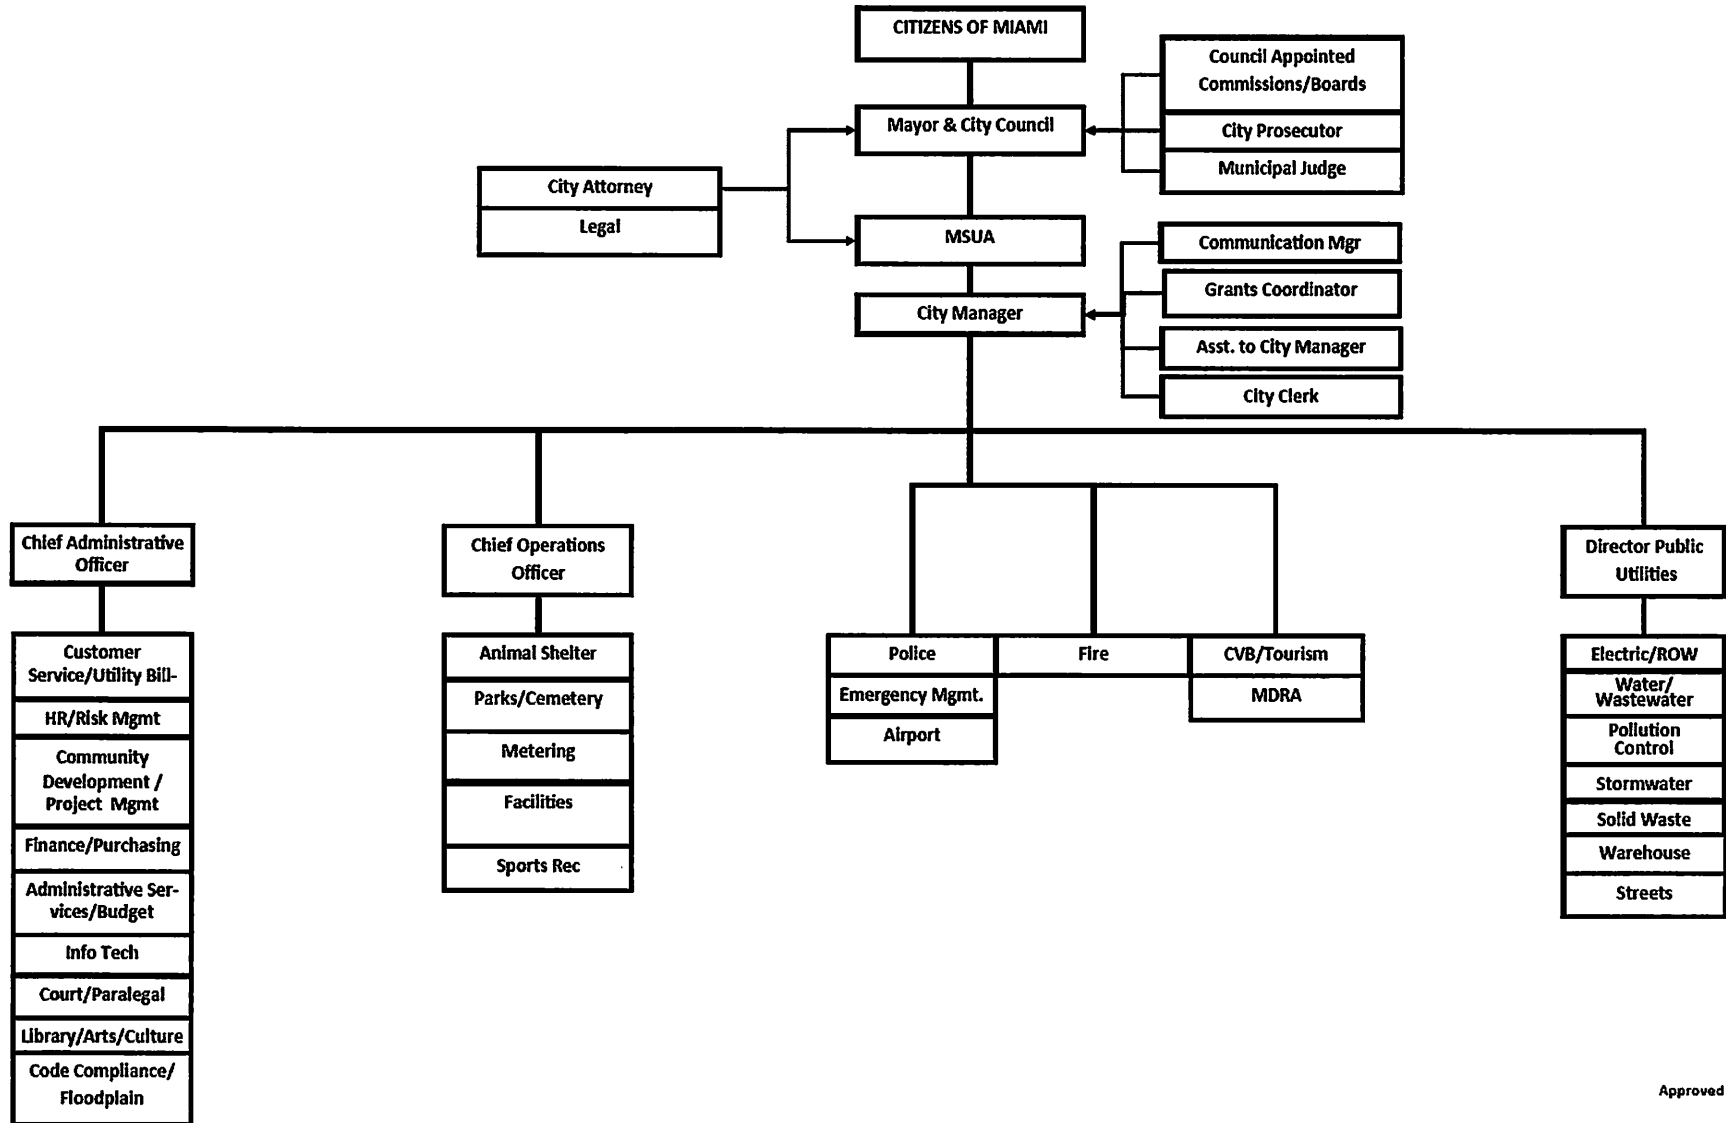 CITIZENS OF MIAMI
Council Appointed
Commissions/Boards
Mayor & City Council
City Prosecutor
Municipal Judge
City Attorney
Legal
MSUA
Communication Mgr
Grants Coordinator
City Manager
Asst. to City Manager
City Clerk
Chief Administrative
Officer
Chief Operations
Officer
Director Public
Utilities
Customer
Service/Utility Bill-
HR/Risk Mgmt
Community
Development /
Project Mgmt
Finance/Purchasing
Administrative Ser-
vices/Budget
Info Tech
Court/Paralegal
Library/Arts/Culture
Code Compliance/
Floodplain
Animal Shelter
Parks/Cemetery
Metering
Facilities
Sports Rec
Police
Emergency Mgmt.
Airport
Fire
CVB/Tourism
MDRA
Electric/ROW
Water/
Wastewater
Pollution
Control
Stormwater
Solid Waste
Warehouse
Streets
Approved